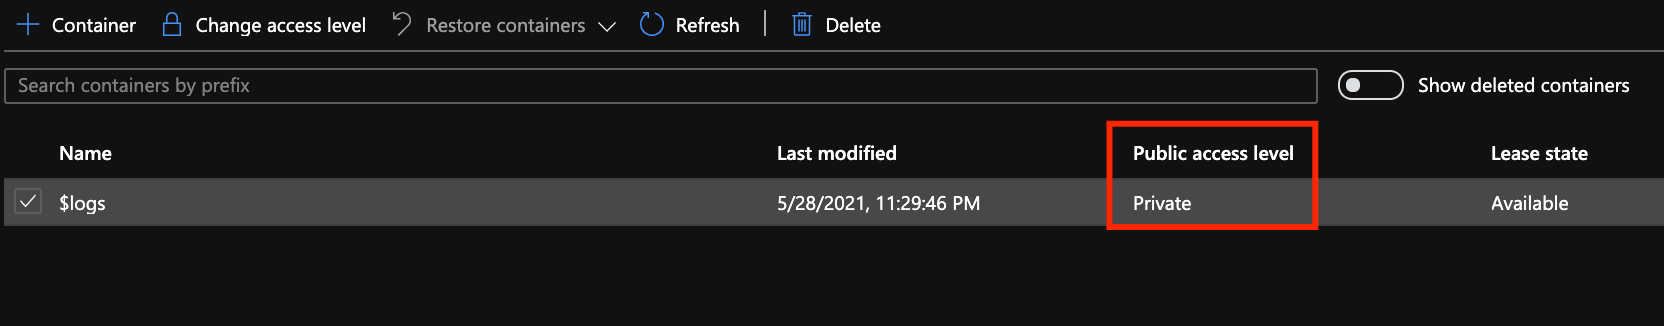 Container Change access level Restore containers Refresh Delete
Search containers by prefix Show deleted containers
Name Last modified Public access level Lease state
$logs 5/28/2021, 11:29:46 PM Private Available